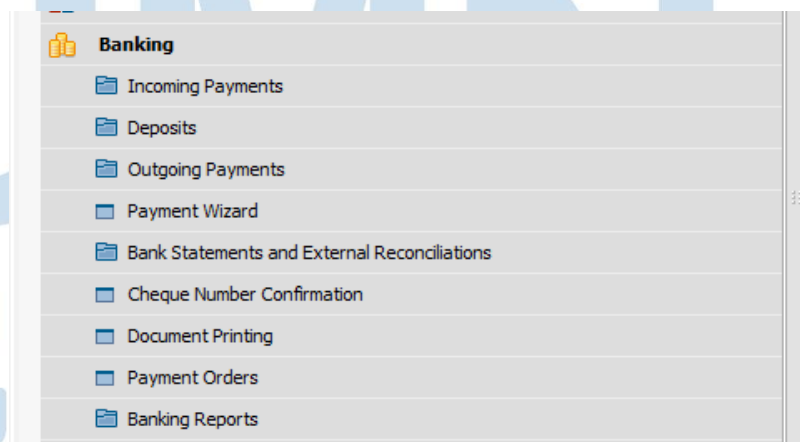 Banking
Incoming Payments
Deposits
Outgoing Payments
Payment Wizard
Bank Statements and External Reconciliations
Cheque Number Confirmation
Document Printing
Payment Orders
Banking Reports